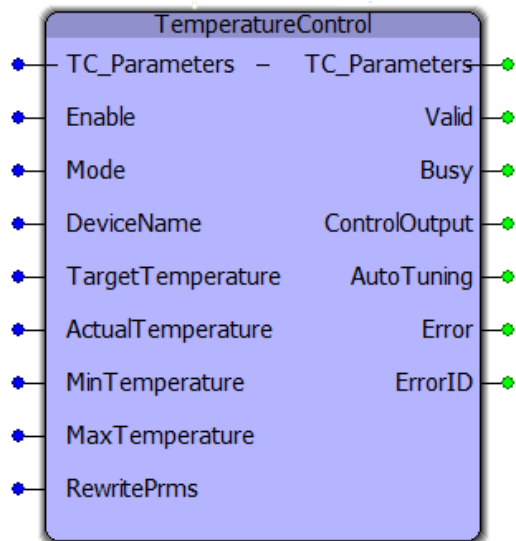 TemperatureControl
TC_Parameters – TC_Parameters
Enable Valid
Mode Busy
DeviceName ControlOutput
TargetTemperature AutoTuning
ActualTemperature Error
MinTemperature ErrorID
MaxTemperature
RewritePrms